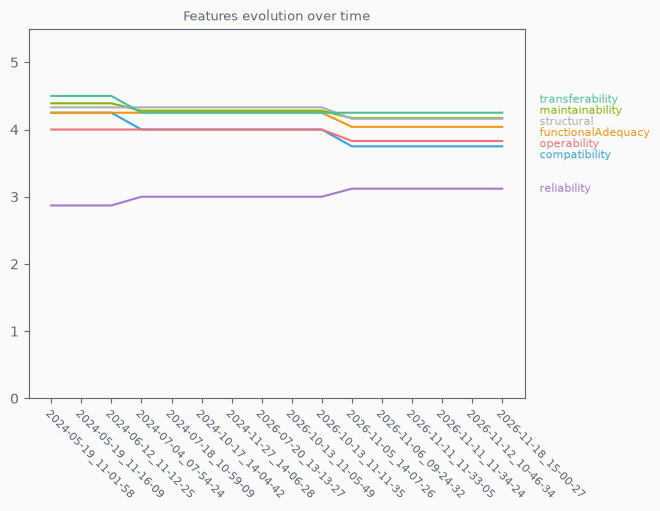 Features evolution over time
5
4
3
2
1
0
transferability
maintainability
structural
functionalAdequacy
operability
compatibility
reliability
2024-05-19_11-01-58
2024-05-19_11-16-09
2024-06-12_11-12-25
2024-07-04_07-54-24
2024-07-18_10-59-09
2024-10-17_14-04-42
2024-11-27_14-06-28
2026-07-20_13-13-27
2026-10-13_11-05-49
2026-10-13_11-11-35
2026-11-05_14-07-26
2026-11-06_09-24-32
2026-11-11_11-33-05
2026-11-11_11-34-24
2026-11-12_10-46-34
2026-11-18_15-00-27